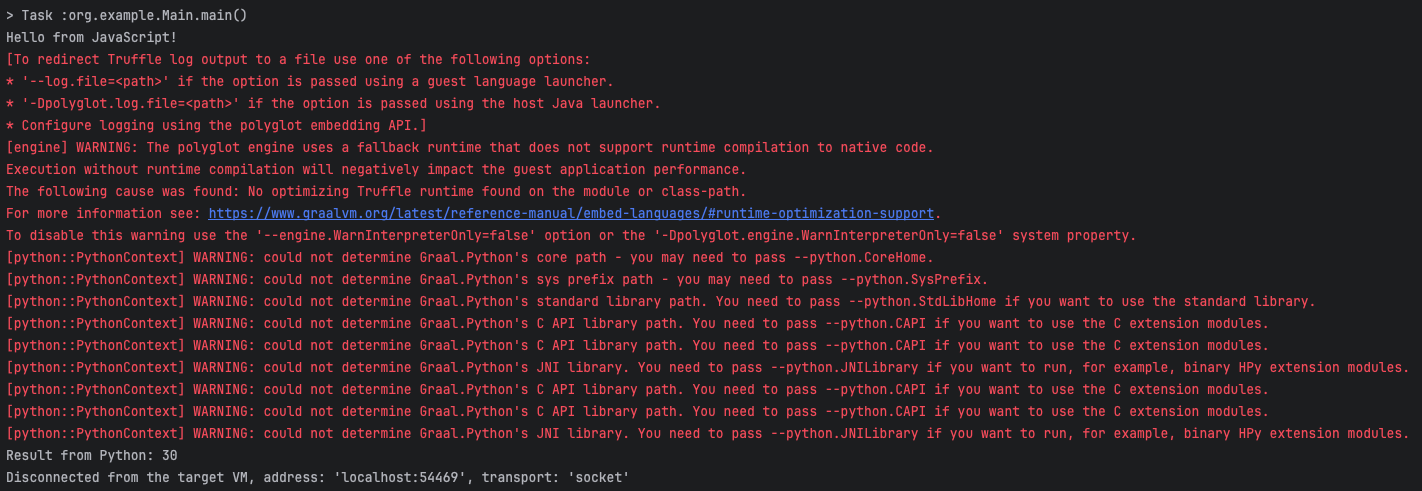 > Task :org.example.Main.main()
Hello from JavaScript!
[To redirect Truffle log output to a file use one of the following options:
* '--log.file=<path>' if the option is passed using a guest language launcher.
* '-Dpolyglot.log.file=<path>' if the option is passed using the host Java launcher.
* Configure logging using the polyglot embedding API.]
[engine] WARNING: The polyglot engine uses a fallback runtime that does not support runtime compilation to native code.
Execution without runtime compilation will negatively impact the guest application performance.
The following cause was found: No optimizing Truffle runtime found on the module or class-path.
For more information see: https://www.graalvm.org/latest/reference-manual/embed-languages/#runtime-optimization-support.
To disable this warning use the '--engine.WarnInterpreterOnly=false' option or the '-Dpolyglot.engine.WarnInterpreterOnly=false' system property.
[python::PythonContext] WARNING: could not determine Graal.Python's core path - you may need to pass --python.CoreHome.
[python::PythonContext] WARNING: could not determine Graal.Python's sys prefix path - you may need to pass --python.SysPrefix.
[python::PythonContext] WARNING: could not determine Graal.Python's standard library path. You need to pass --python.StdLibHome if you want to use the standard library.
[python::PythonContext] WARNING: could not determine Graal.Python's C API library path. You need to pass --python.CAPI if you want to use the C extension modules.
[python::PythonContext] WARNING: could not determine Graal.Python's C API library path. You need to pass --python.CAPI if you want to use the C extension modules.
[python::PythonContext] WARNING: could not determine Graal.Python's JNI library. You need to pass --python.JNILibrary if you want to run, for example, binary HPy extension modules.
[python::PythonContext] WARNING: could not determine Graal.Python's C API library path. You need to pass --python.CAPI if you want to use the C extension modules.
[python::PythonContext] WARNING: could not determine Graal.Python's C API library path. You need to pass --python.CAPI if you want to use the C extension modules.
[python::PythonContext] WARNING: could not determine Graal.Python's JNI library. You need to pass --python.JNILibrary if you want to run, for example, binary HPy extension modules.
Result from Python: 30
Disconnected from the target VM, address: 'localhost:54469', transport: 'socket'